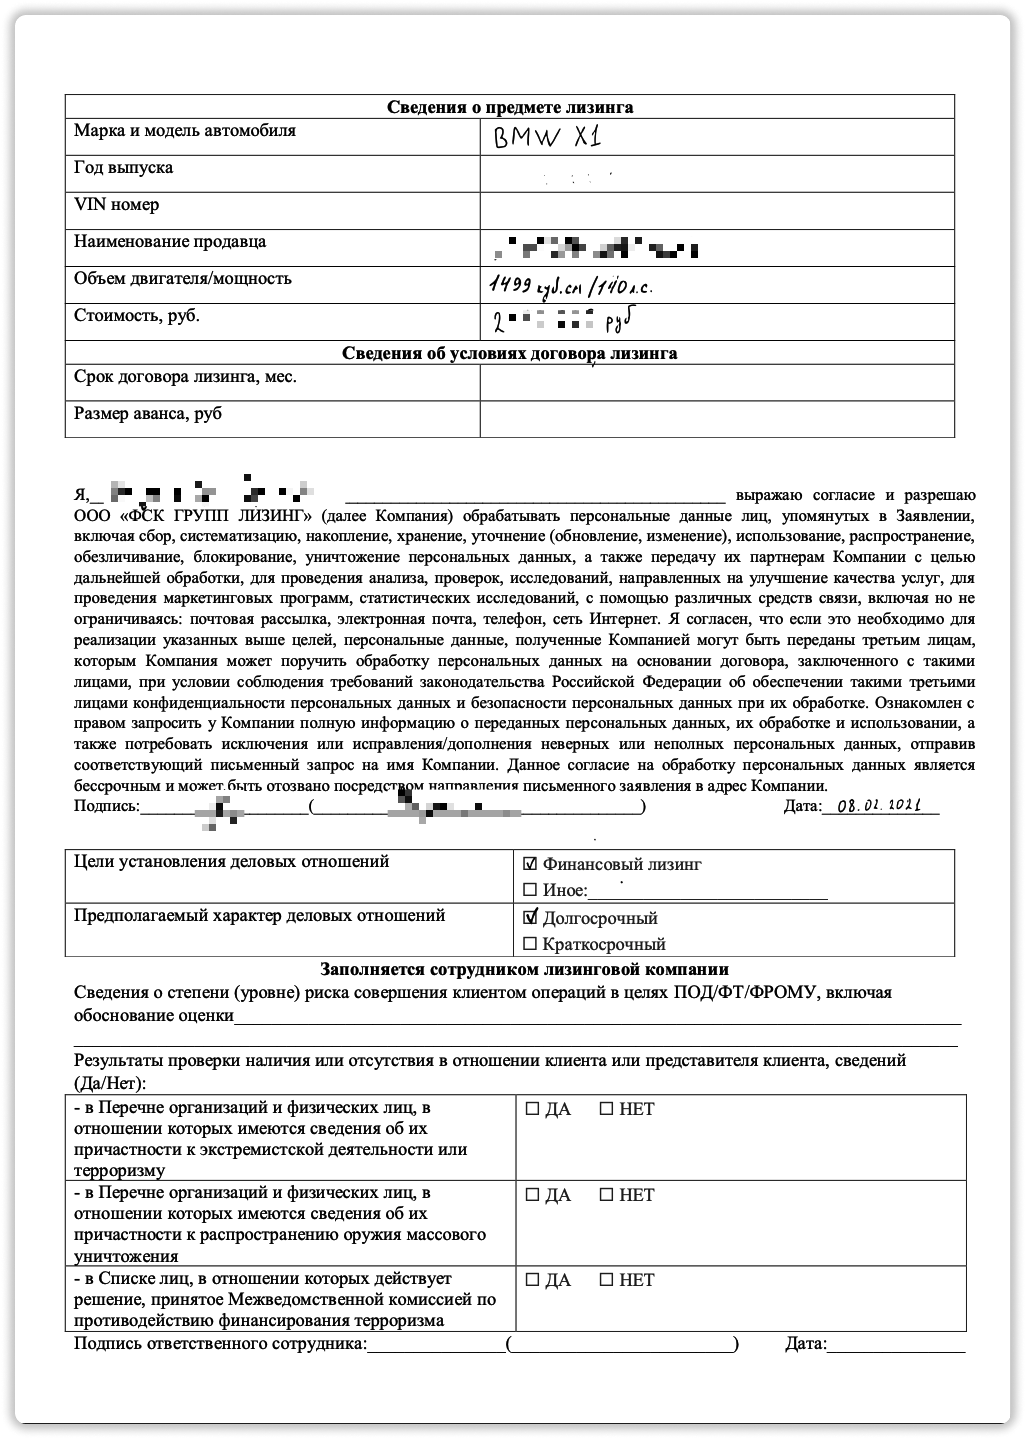 Сведения о предмете лизинга
Марка и модель автомобиля BMW X1
Год выпуска
VIN номер
Наименование продавца
Объем двигателя/мощность 1499 куб.см /140 л.с.
Стоимость, руб. 2 руб
Сведения об условиях договора лизинга
Срок договора лизинга, мес.
Размер аванса, руб
Я,__ ____ выражаю согласие и разрешаю
ООО «ФСК ГРУПП ЛИЗИНГ» (далее Компания) обрабатывать персональные данные лиц, упомянутых в Заявлении,
включая сбор, систематизацию, накопление, хранение, уточнение (обновление, изменение), использование, распространение,
обезличивание, блокирование, уничтожение персональных данных, а также передачу их партнерам Компании с целью
дальнейшей обработки, для проведения анализа, проверок, исследований, направленных на улучшение качества услуг, для
проведения маркетинговых программ, статистических исследований, с помощью различных средств связи, включая но не
ограничиваясь: почтовая рассылка, электронная почта, телефон, сеть Интернет. Я согласен, что если это необходимо для
реализации указанных выше целей, персональные данные, полученные Компанией могут быть переданы третьим лицам,
которым Компания может поручить обработку персональных данных на основании договора, заключенного с такими
лицами, при условии соблюдения требований законодательства Российской Федерации об обеспечении такими третьими
лицами конфиденциальности персональных данных и безопасности персональных данных при их обработке. Ознакомлен с
правом запросить у Компании полную информацию о переданных персональных данных, их обработке и использовании, а
также потребовать исключения или исправления/дополнения неверных или неполных персональных данных, отправив
соответствующий письменный запрос на имя Компании. Данное согласие на обработку персональных данных является
бессрочным и может быть отозвано посредством направления письменного заявления в адрес Компании.
Подпись:____(____) Дата: 08.02.2021
Цели установления деловых отношений ☑ Финансовый лизинг
☐ Иное:____
Предполагаемый характер деловых отношений ☑ Долгосрочный
☐ Краткосрочный
Заполняется сотрудником лизинговой компании
Сведения о степени (уровне) риска совершения клиентом операций в целях ПОД/ФТ/ФРОМУ, включая
обоснование оценки____
Результаты проверки наличия или отсутствия в отношении клиента или представителя клиента, сведений
(Да/Нет):
- в Перечне организаций и физических лиц, в ☐ ДА ☐ НЕТ
отношении которых имеются сведения об их
причастности к экстремистской деятельности или
терроризму
- в Перечне организаций и физических лиц, в ☐ ДА ☐ НЕТ
отношении которых имеются сведения об их
причастности к распространению оружия массового
уничтожения
- в Списке лиц, в отношении которых действует ☐ ДА ☐ НЕТ
решение, принятое Межведомственной комиссией по
противодействию финансирования терроризма
Подпись ответственного сотрудника:____(____) Дата:____